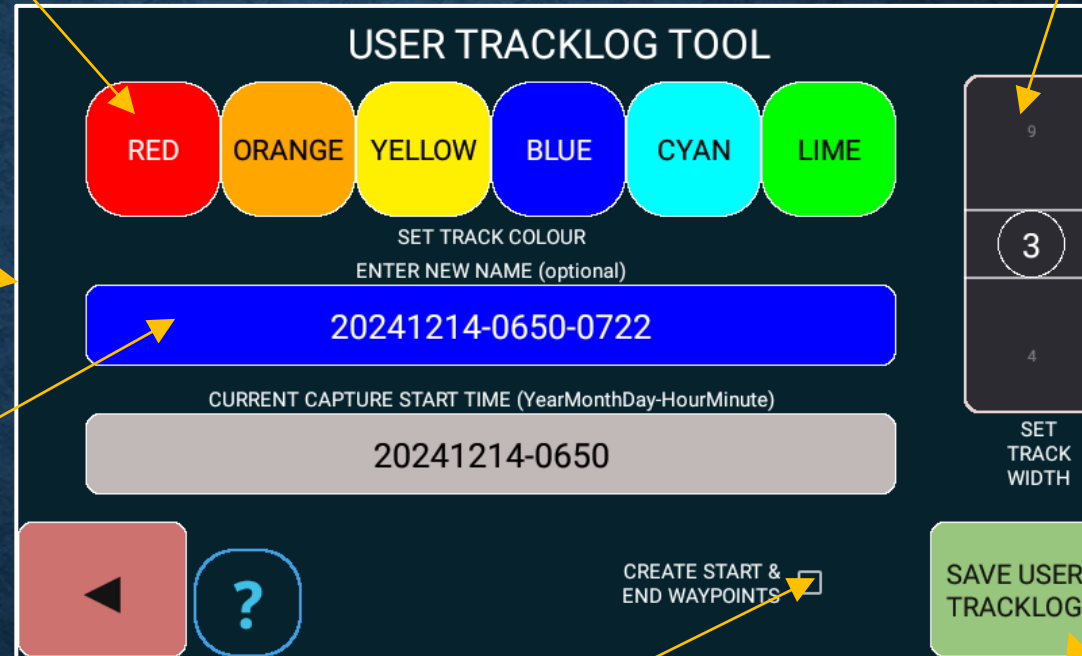 USER TRACKLOG TOOL
RED ORANGE YELLOW BLUE CYAN LIME
SET TRACK COLOUR
ENTER NEW NAME (optional)
20241214-0650-0722
CURRENT CAPTURE START TIME (YearMonthDay-HourMinute)
20241214-0650
9
3
4
SET
TRACK
WIDTH
?
CREATE START &
END WAYPOINTS
SAVE USER
TRACKLOG